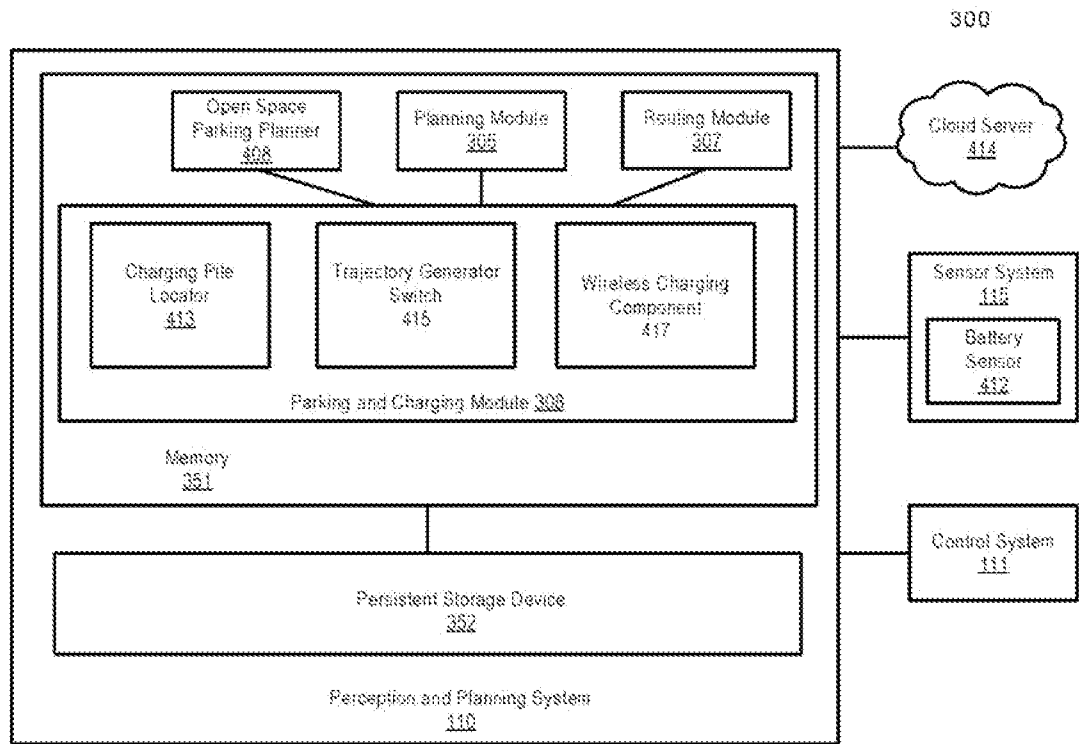 300
Open Space
Parking Planner
408
Planning Module
305
Routing Module
307
Cloud Server
414
Charging Pile
Locator
413
Trajectory Generator
Switch
415
Wireless Charging
Component
417
Parking and Charging Module 308
Sensor System
115
Battery
Sensor
412
Memory
351
Control System
111
Persistent Storage Device
352
Perception and Planning System
110